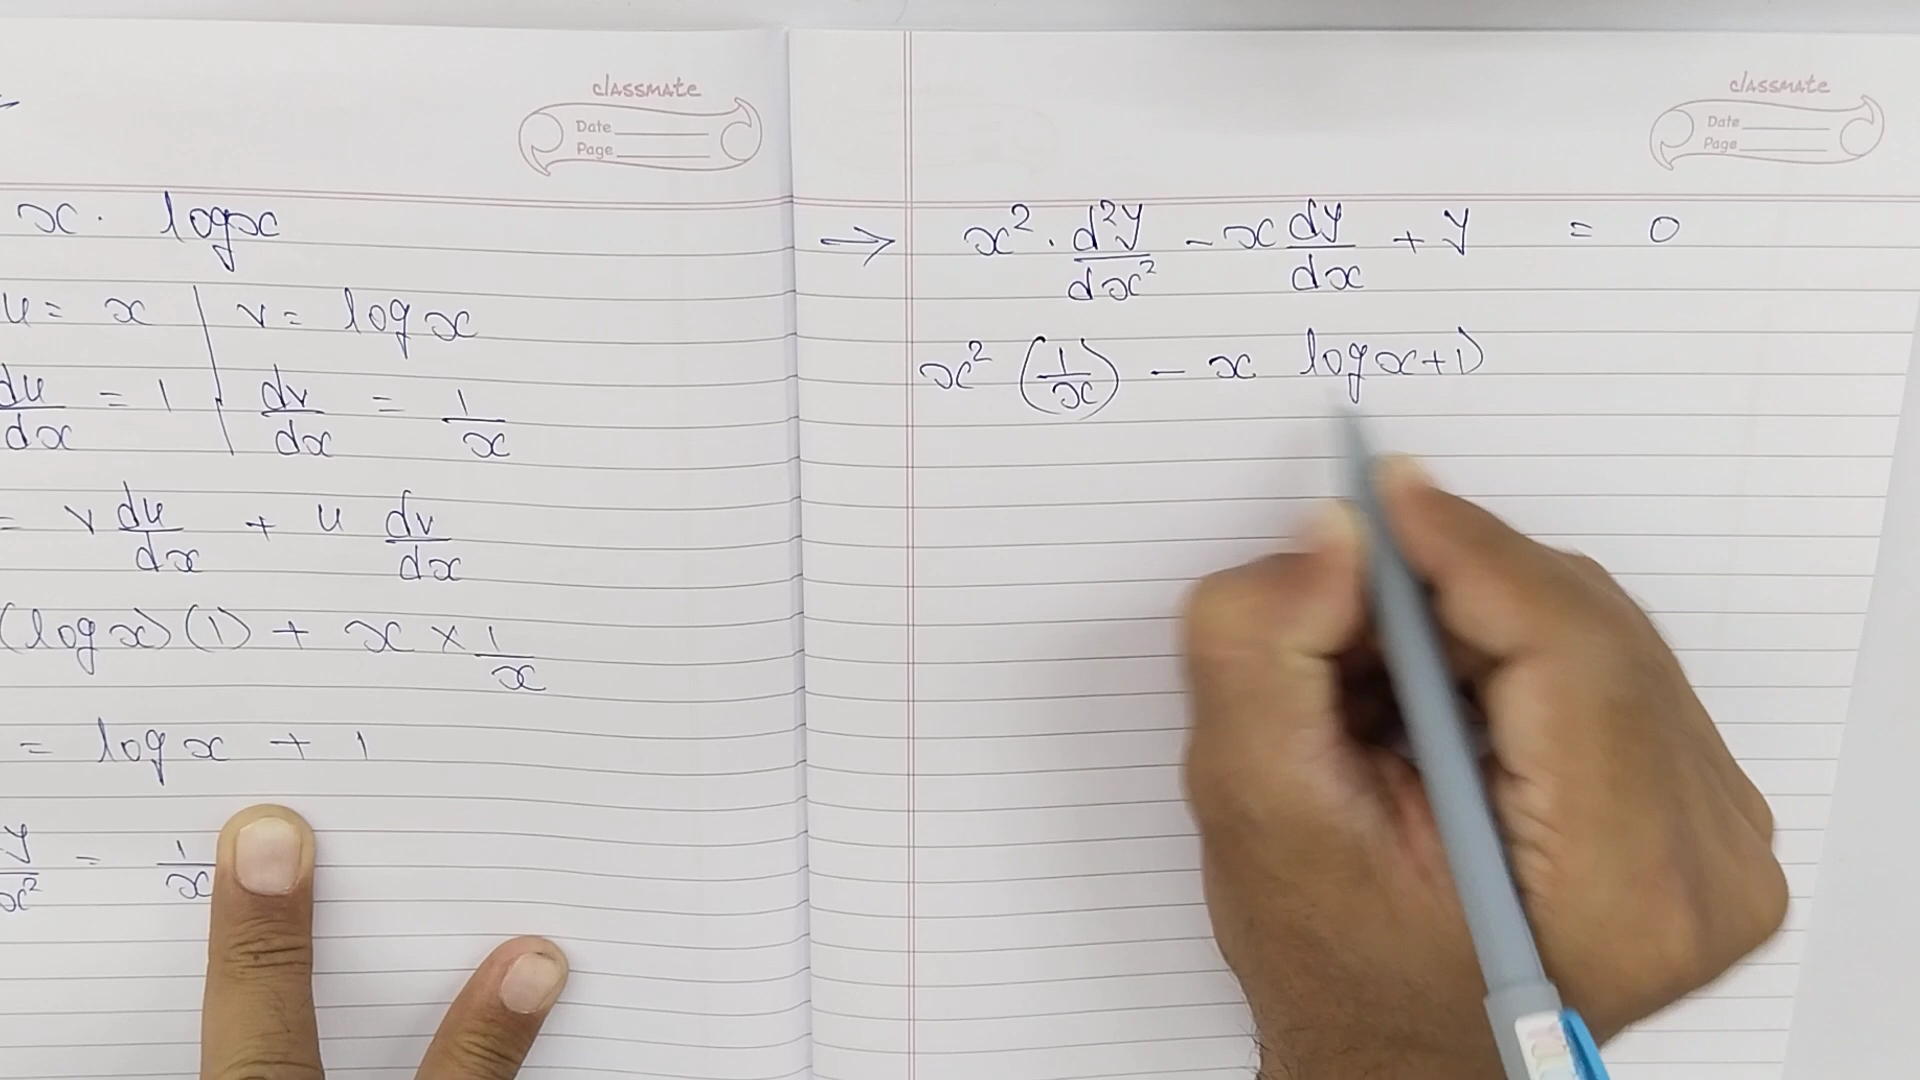 classmate
Date
Page
x . log x
u = x | v = log x
du/dx = 1 | dv/dx = 1/x
= v du/dx + u dv/dx
(log x) (1) + x × 1/x
= log x + 1
y/x² = 1/x
classmate
Date
Page
→ x² . d²y/dx² - x dy/dx + y = 0
x² (1/x) - x log x+1)